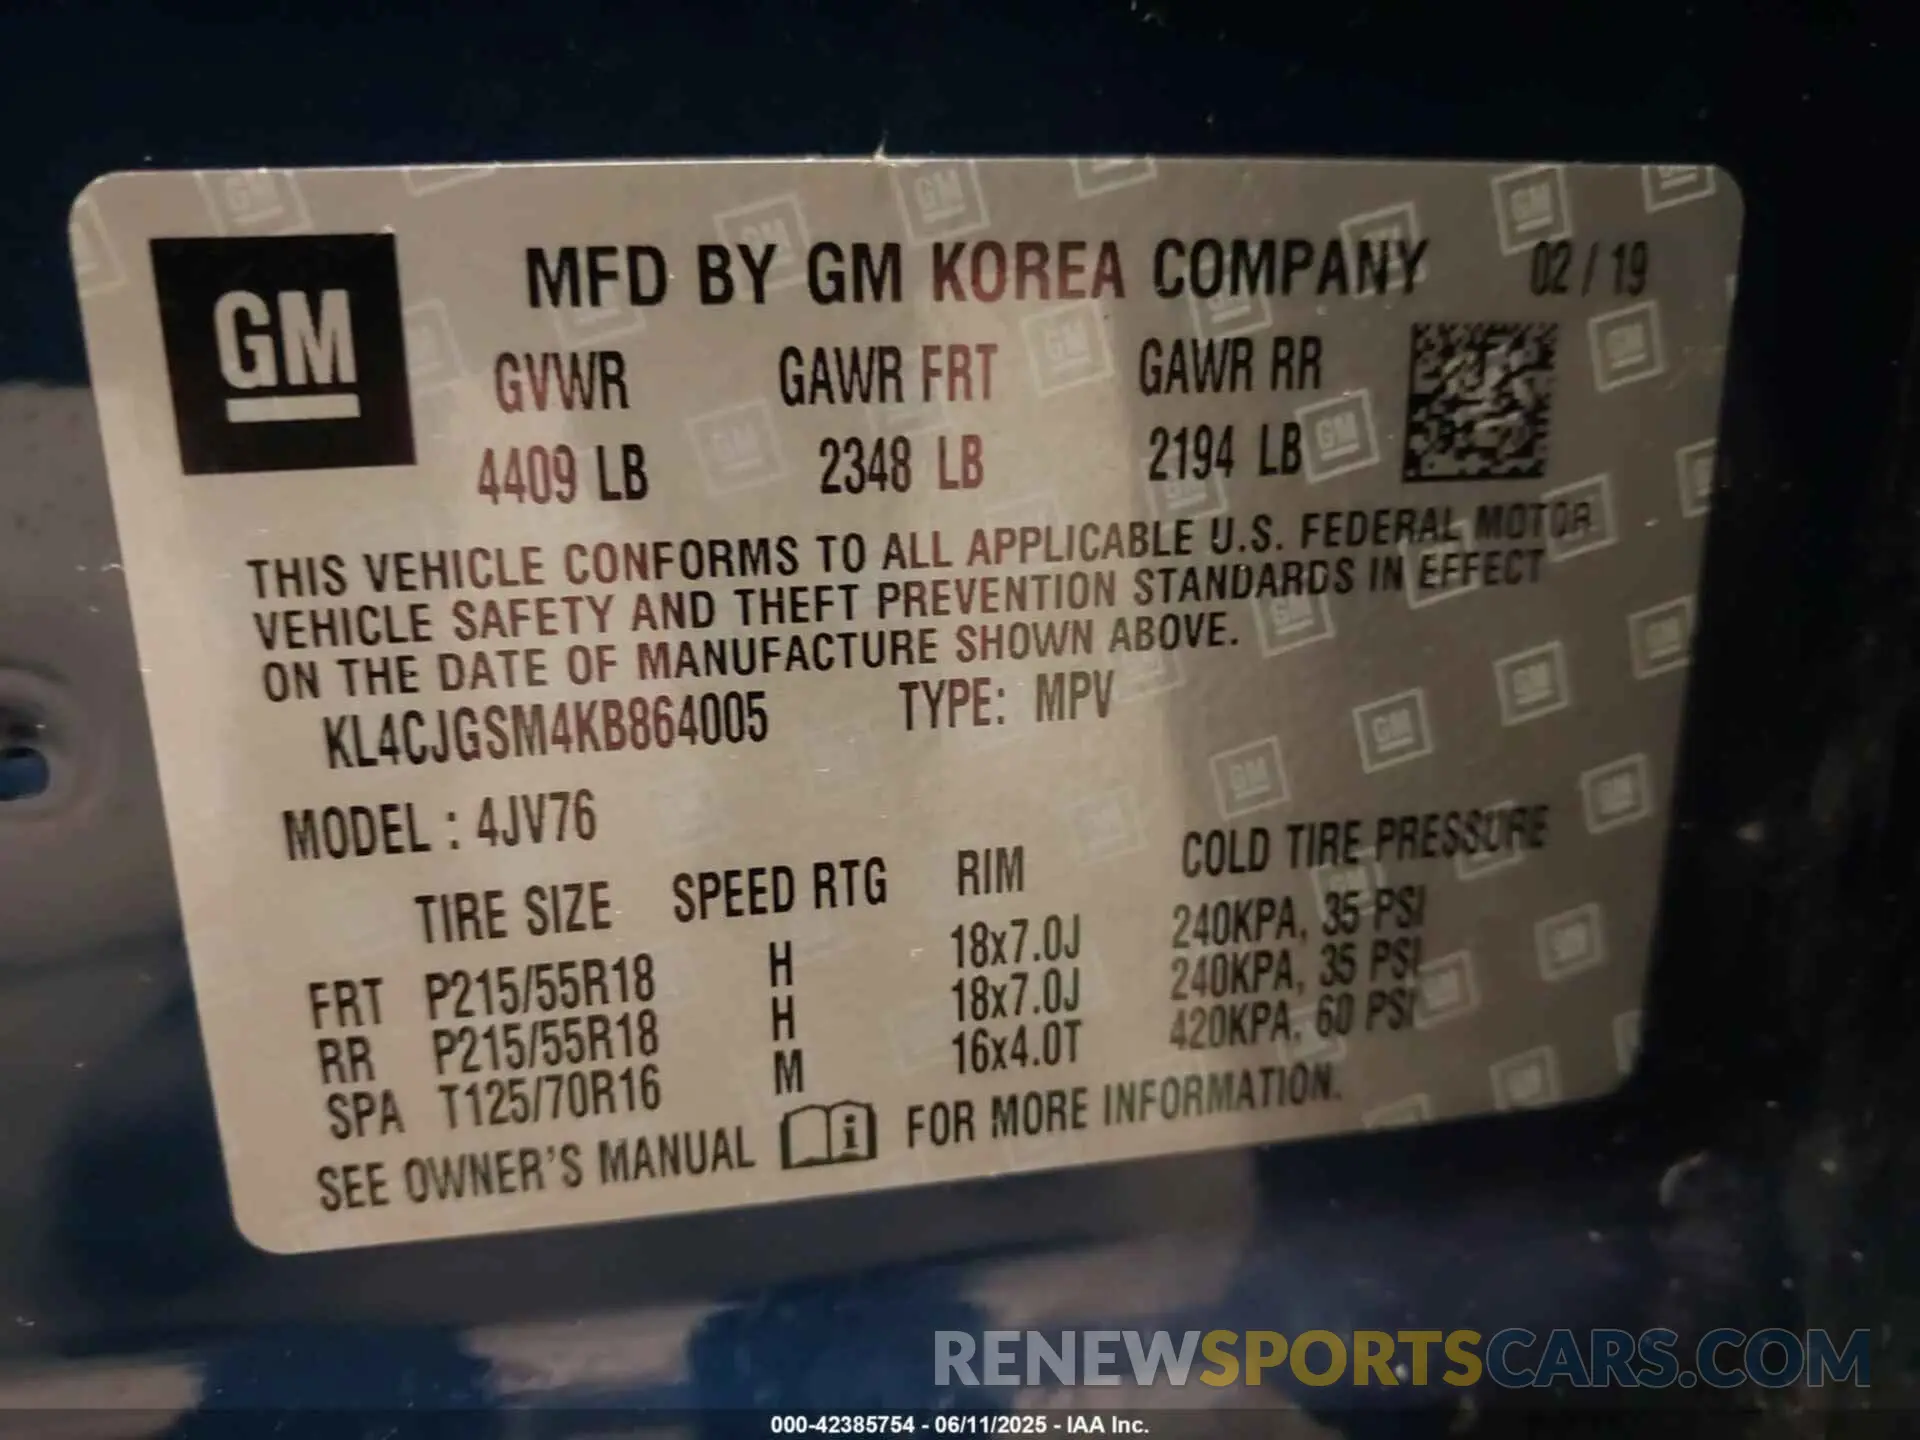 GM
MFD BY GM KOREA COMPANY 02 / 19
GVWR GAWR FRT GAWR RR
4409 LB 2348 LB 2194 LB
THIS VEHICLE CONFORMS TO ALL APPLICABLE U.S. FEDERAL MOTOR
VEHICLE SAFETY AND THEFT PREVENTION STANDARDS IN EFFECT
ON THE DATE OF MANUFACTURE SHOWN ABOVE.
KL4CJGSM4KB864005 TYPE: MPV
MODEL : 4JV76
TIRE SIZE SPEED RTG RIM COLD TIRE PRESSURE
FRT P215/55R18 H 18x7.0J 240KPA, 35 PSI
RR P215/55R18 H 18x7.0J 240KPA, 35 PSI
SPA T125/70R16 M 16x4.0T 420KPA, 60 PSI
SEE OWNER'S MANUAL i FOR MORE INFORMATION.
RENEWSPORTSCARS.COM
000-42385754 - 06/11/2025 - IAA Inc.